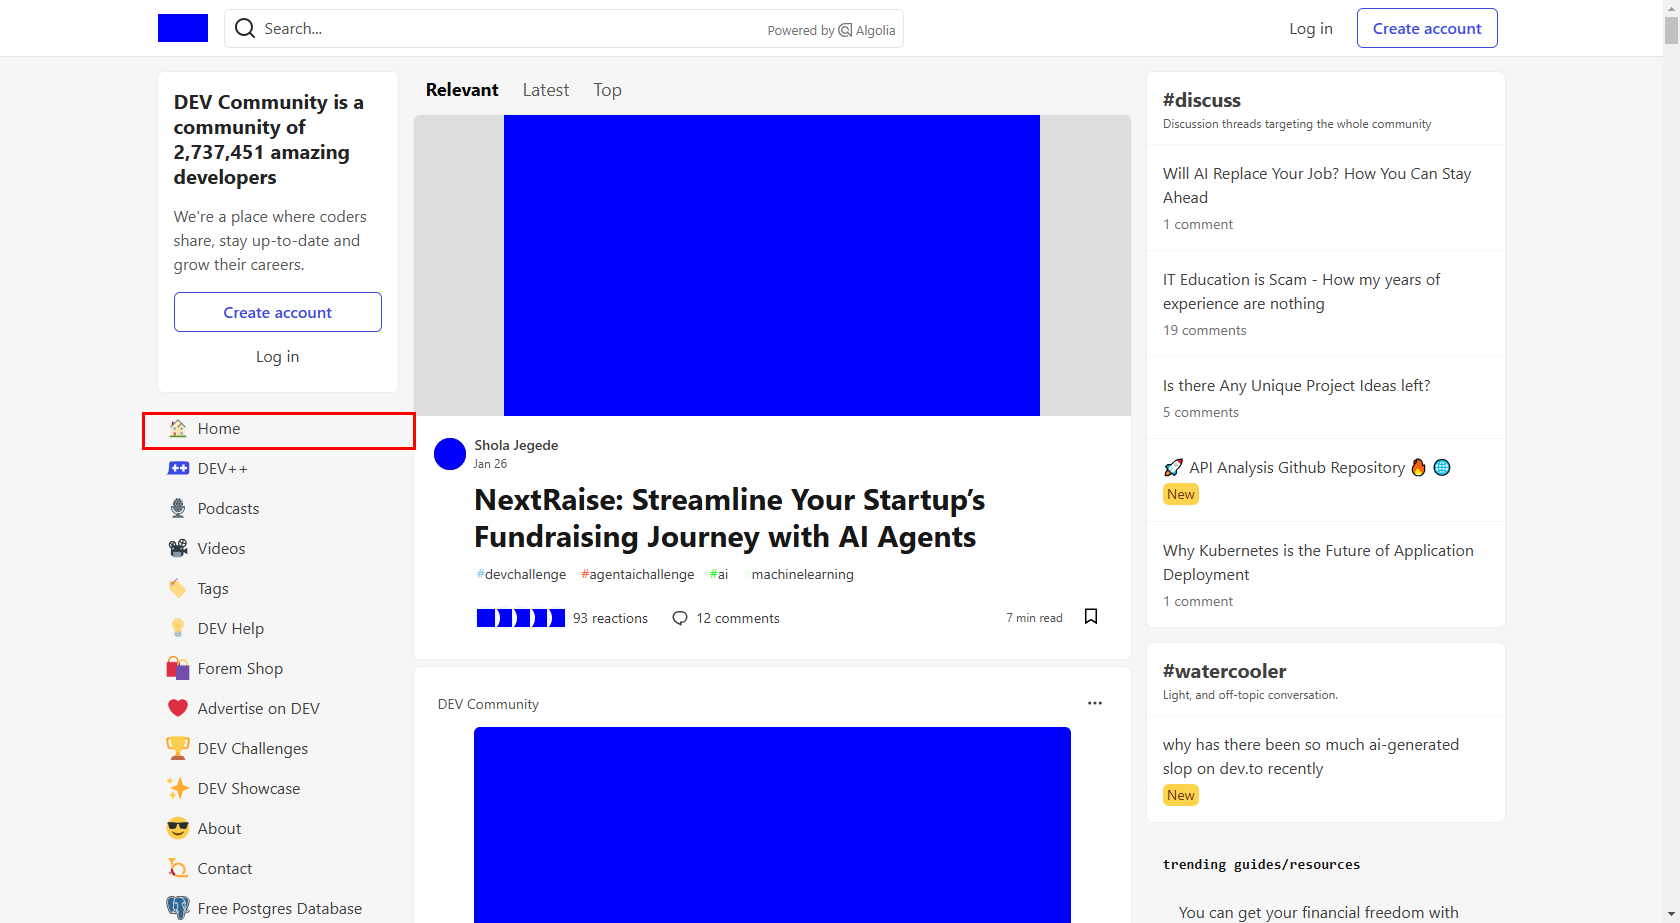 Search...
Powered by Algolia
Log in
Create account
DEV Community is a
community of
2,737,451 amazing
developers
We're a place where coders
share, stay up-to-date and
grow their careers.
Create account
Log in
Home
DEV++
Podcasts
Videos
Tags
DEV Help
Forem Shop
Advertise on DEV
DEV Challenges
DEV Showcase
About
Contact
Free Postgres Database
Relevant
Latest
Top
Shola Jegede
Jan 26
NextRaise: Streamline Your Startup’s
Fundraising Journey with AI Agents
#devchallenge #agentaichallenge #ai machinelearning
93 reactions
12 comments
7 min read
DEV Community
#discuss
Discussion threads targeting the whole community
Will AI Replace Your Job? How You Can Stay
Ahead
1 comment
IT Education is Scam - How my years of
experience are nothing
19 comments
Is there Any Unique Project Ideas left?
5 comments
🚀 API Analysis Github Repository 🔥 🌐
New
Why Kubernetes is the Future of Application
Deployment
1 comment
#watercooler
Light, and off-topic conversation.
why has there been so much ai-generated
slop on dev.to recently
New
trending guides/resources
You can get your financial freedom with